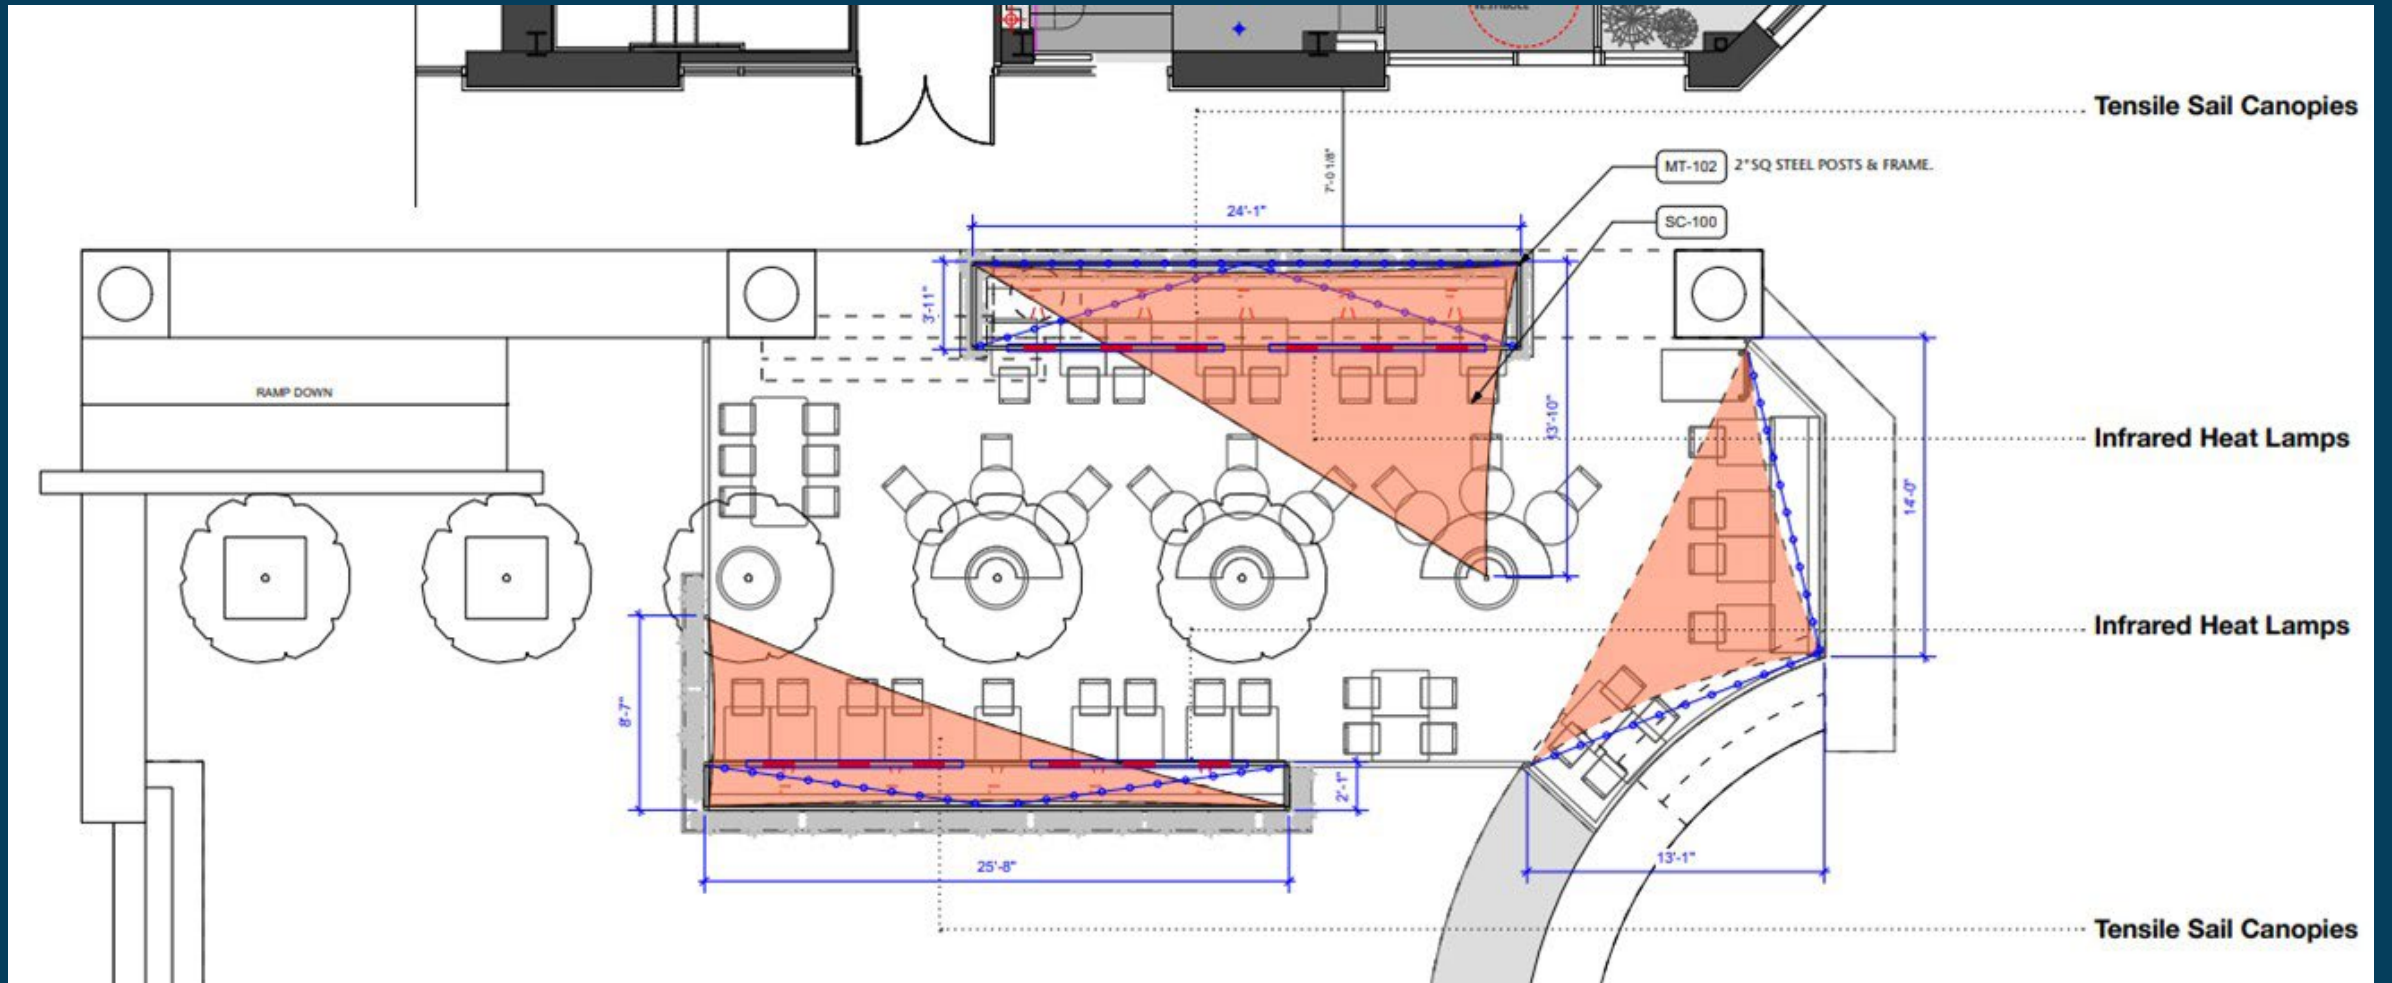 VESTIBULE
Tensile Sail Canopies
MT-102 2"SQ STEEL POSTS & FRAME.
7'-0 1/8"
24'-1"
SC-100
3'-11"
RAMP DOWN
13'-10"
Infrared Heat Lamps
14'-0"
Infrared Heat Lamps
8'-7"
2'-1"
25'-8"
13'-1"
Tensile Sail Canopies